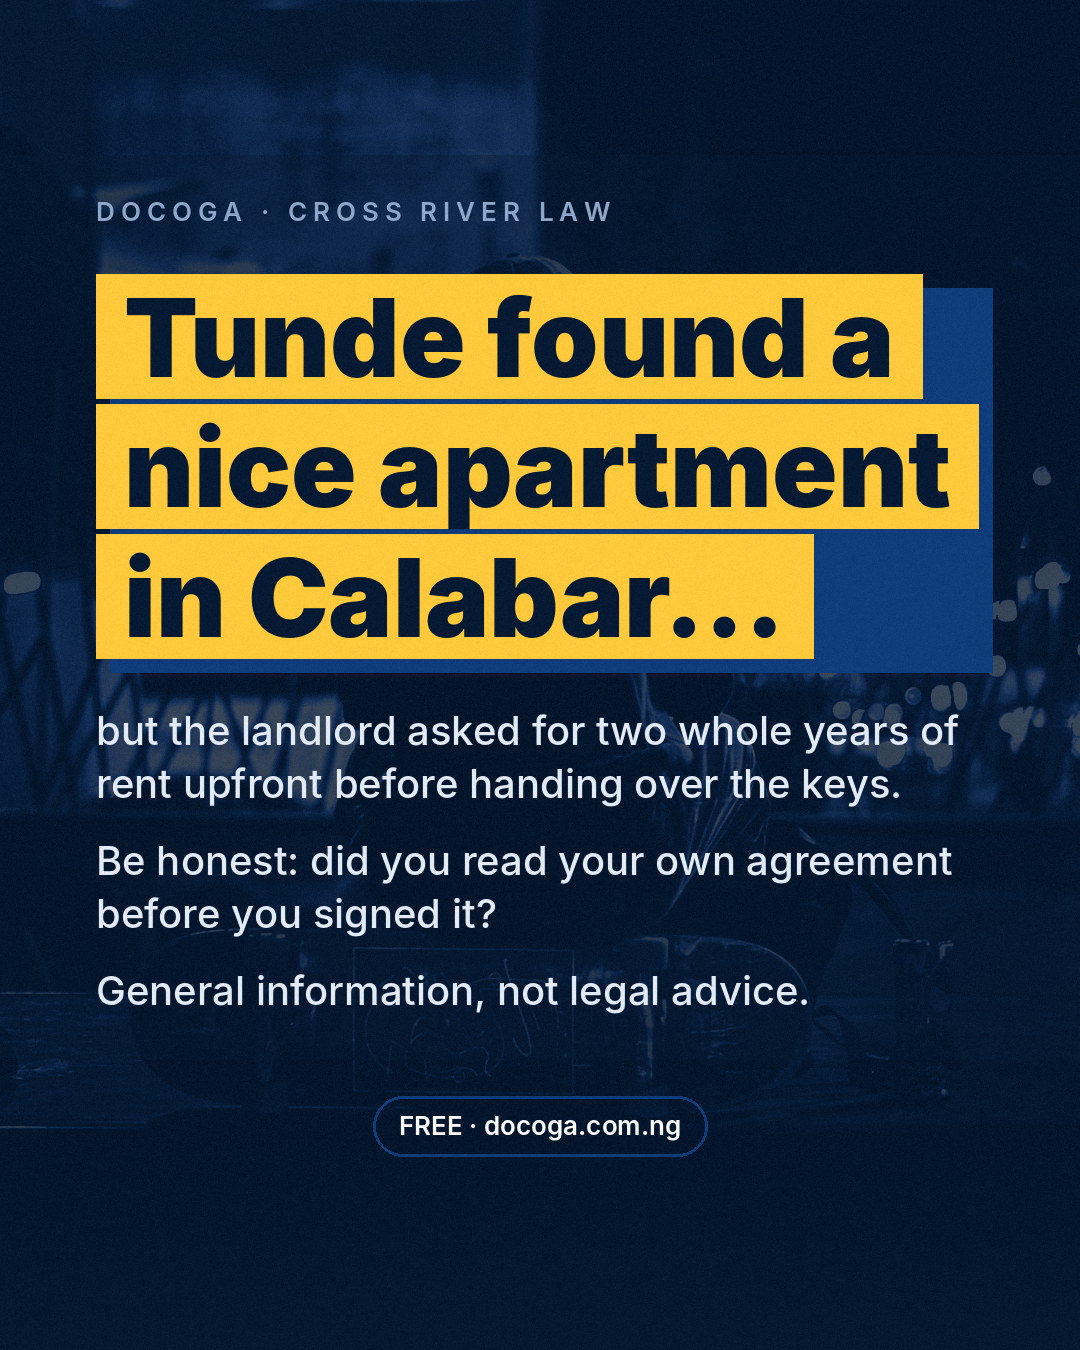 DOCOGA · CROSS RIVER LAW
Tunde found a
nice apartment
in Calabar...
but the landlord asked for two whole years of
rent upfront before handing over the keys.
Be honest: did you read your own agreement
before you signed it?
General information, not legal advice.
FREE · docoga.com.ng